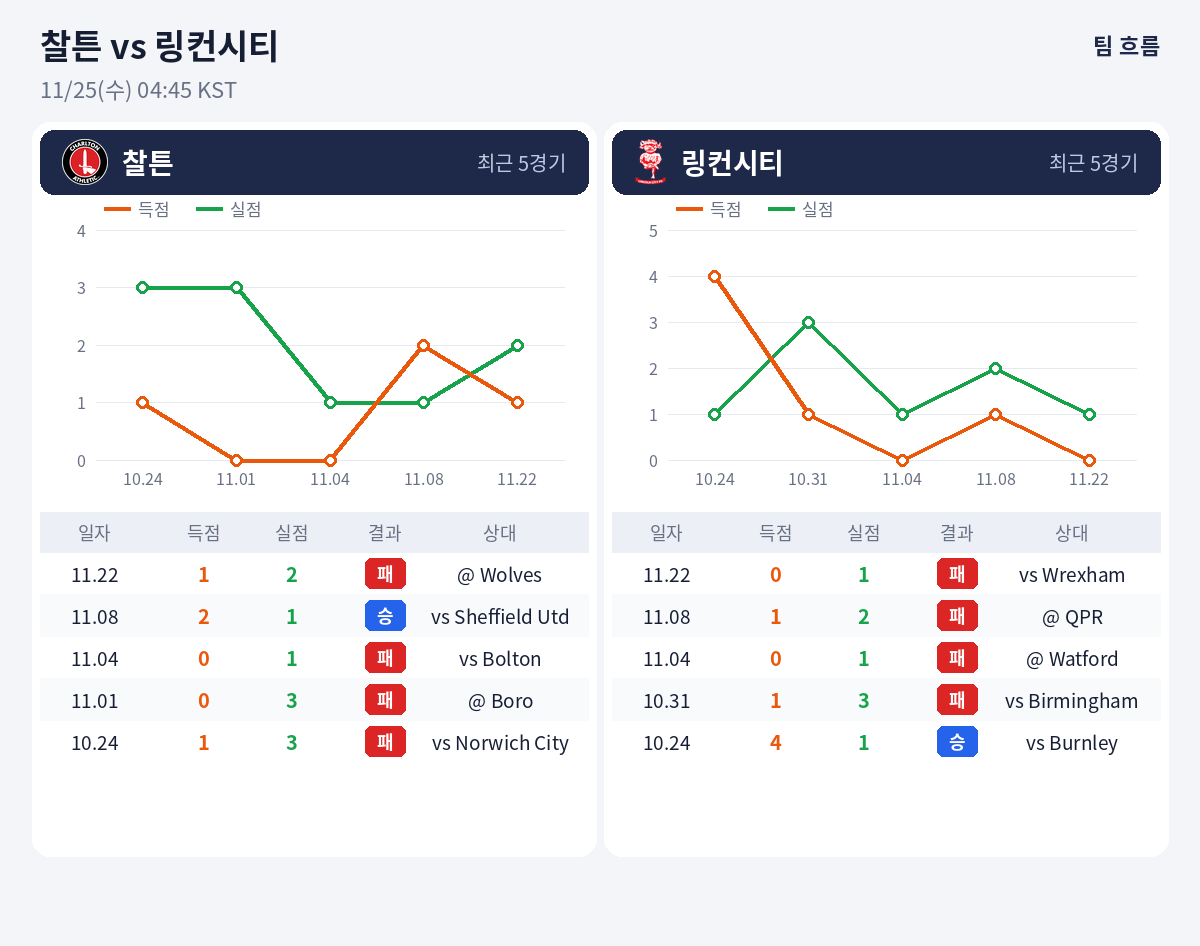 찰튼 vs 링컨시티
팀 흐름
11/25(수) 04:45 KST
CHARLTON ATHLETIC
찰튼
최근 5경기
득점 실점
4
3
2
1
0
10.24 11.01 11.04 11.08 11.22
일자 득점 실점 결과 상대
11.22 1 2 패 @ Wolves
11.08 2 1 승 vs Sheffield Utd
11.04 0 1 패 vs Bolton
11.01 0 3 패 @ Boro
10.24 1 3 패 vs Norwich City
링컨시티
최근 5경기
득점 실점
5
4
3
2
1
0
10.24 10.31 11.04 11.08 11.22
일자 득점 실점 결과 상대
11.22 0 1 패 vs Wrexham
11.08 1 2 패 @ QPR
11.04 0 1 패 @ Watford
10.31 1 3 패 vs Birmingham
10.24 4 1 승 vs Burnley